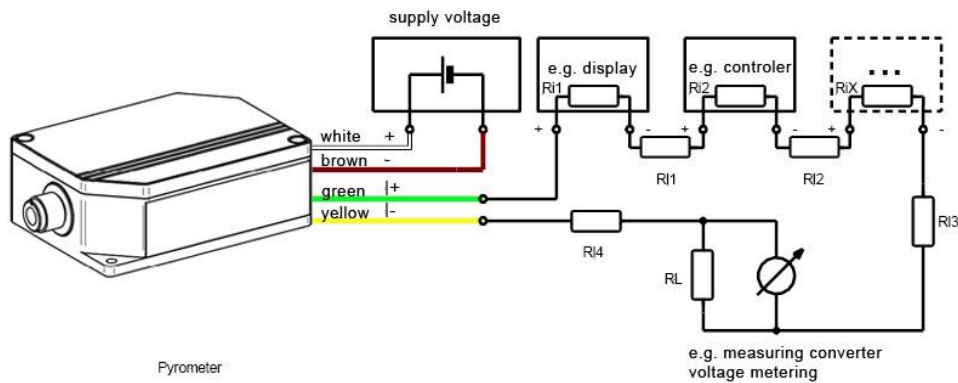 supply voltage
e.g. display
e.g. controler
...
Ri1
Ri2
RiX
white +
brown -
green I+
yellow I-
+
-
+
-
+
-
Rl1
Rl2
Rl3
Rl4
RL
e.g. measuring converter
voltage metering
Pyrometer